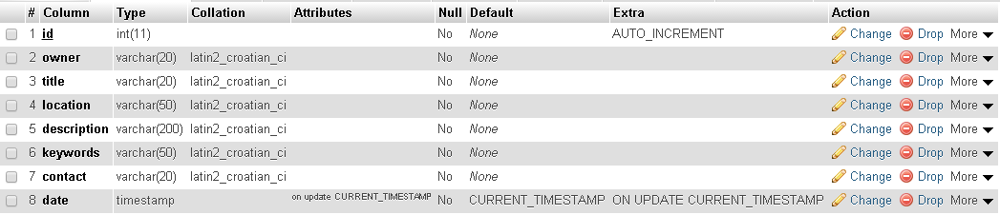 # Column Type Collation Attributes Null Default Extra Action
1 id int(11) No None AUTO_INCREMENT Change Drop More
2 owner varchar(20) latin2_croatian_ci No None Change Drop More
3 title varchar(20) latin2_croatian_ci No None Change Drop More
4 location varchar(50) latin2_croatian_ci No None Change Drop More
5 description varchar(200) latin2_croatian_ci No None Change Drop More
6 keywords varchar(50) latin2_croatian_ci No None Change Drop More
7 contact varchar(20) latin2_croatian_ci No None Change Drop More
8 date timestamp on update CURRENT_TIMESTAMP No CURRENT_TIMESTAMP ON UPDATE CURRENT_TIMESTAMP Change Drop More